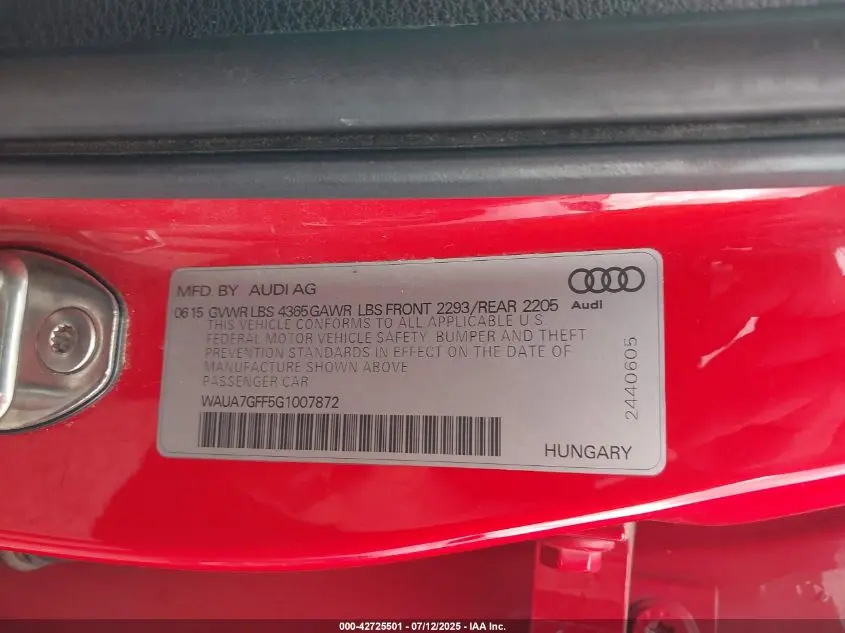 MFD BY AUDI AG
Audi
0615 GVWR LBS 4365 GAWR LBS FRONT 2293/REAR 2205
THIS VEHICLE CONFORMS TO ALL APPLICABLE U S
FEDERAL MOTOR VEHICLE SAFETY, BUMPER AND THEFT
PREVENTION STANDARDS IN EFFECT ON THE DATE OF
MANUFACTURE SHOWN ABOVE
PASSENGER CAR
WAUA7GFF5G1007872
HUNGARY
2440605
000-42725501 - 07/12/2025 - IAA Inc.